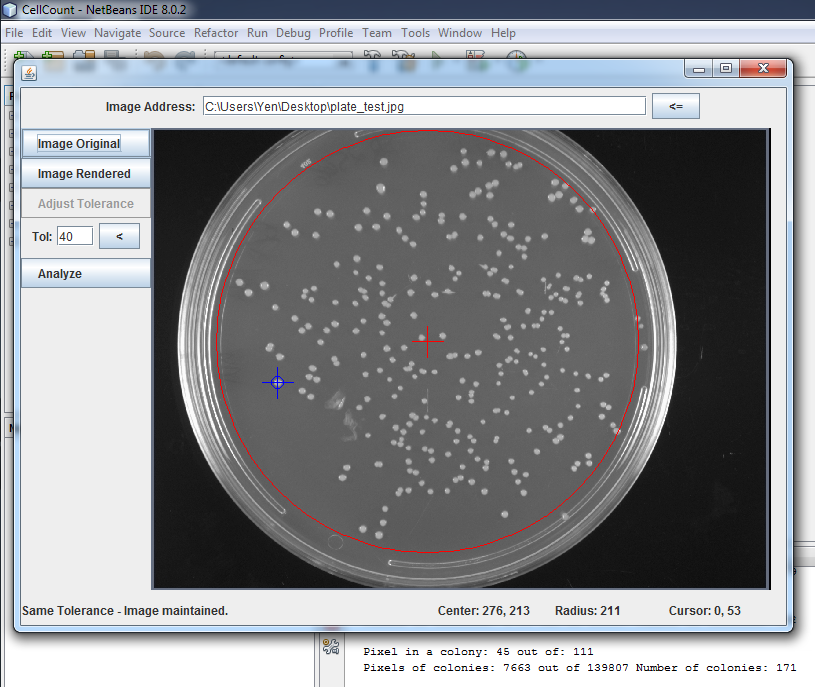 CellCount - NetBeans IDE 8.0.2
File Edit View Navigate Source Refactor Run Debug Profile Team Tools Window Help
Image Address: C:\Users\Yen\Desktop\plate_test.jpg <=
Image Original
Image Rendered
Adjust Tolerance
Tol: 40 <
Analyze
Same Tolerance - Image maintained. Center: 276, 213 Radius: 211 Cursor: 0, 53
Pixel in a colony: 45 out of: 111
Pixels of colonies: 7663 out of 139807 Number of colonies: 171